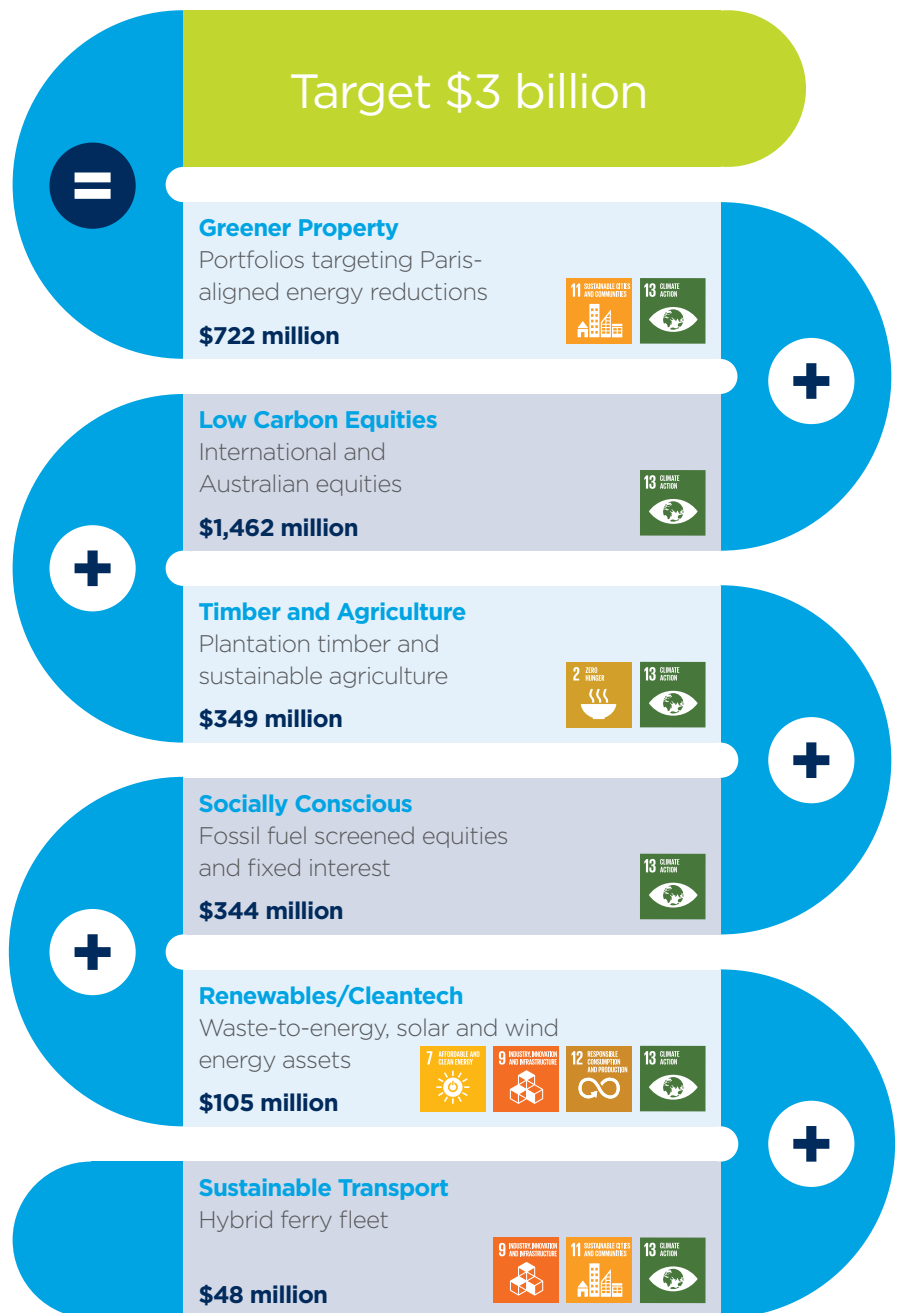 Target $3 billion
=
Greener Property
Portfolios targeting Paris-
aligned energy reductions
$722 million
11 SUSTAINABLE CITIES
AND COMMUNITIES
13 CLIMATE
ACTION
+
Low Carbon Equities
International and
Australian equities
$1,462 million
13 CLIMATE
ACTION
+
Timber and Agriculture
Plantation timber and
sustainable agriculture
$349 million
2 ZERO
HUNGER
13 CLIMATE
ACTION
+
Socially Conscious
Fossil fuel screened equities
and fixed interest
$344 million
13 CLIMATE
ACTION
+
Renewables/Cleantech
Waste-to-energy, solar and wind
energy assets
$105 million
7 AFFORDABLE AND
CLEAN ENERGY
9 INDUSTRY, INNOVATION
AND INFRASTRUCTURE
12 RESPONSIBLE
CONSUMPTION
AND PRODUCTION
13 CLIMATE
ACTION
+
Sustainable Transport
Hybrid ferry fleet
$48 million
9 INDUSTRY, INNOVATION
AND INFRASTRUCTURE
11 SUSTAINABLE CITIES
AND COMMUNITIES
13 CLIMATE
ACTION